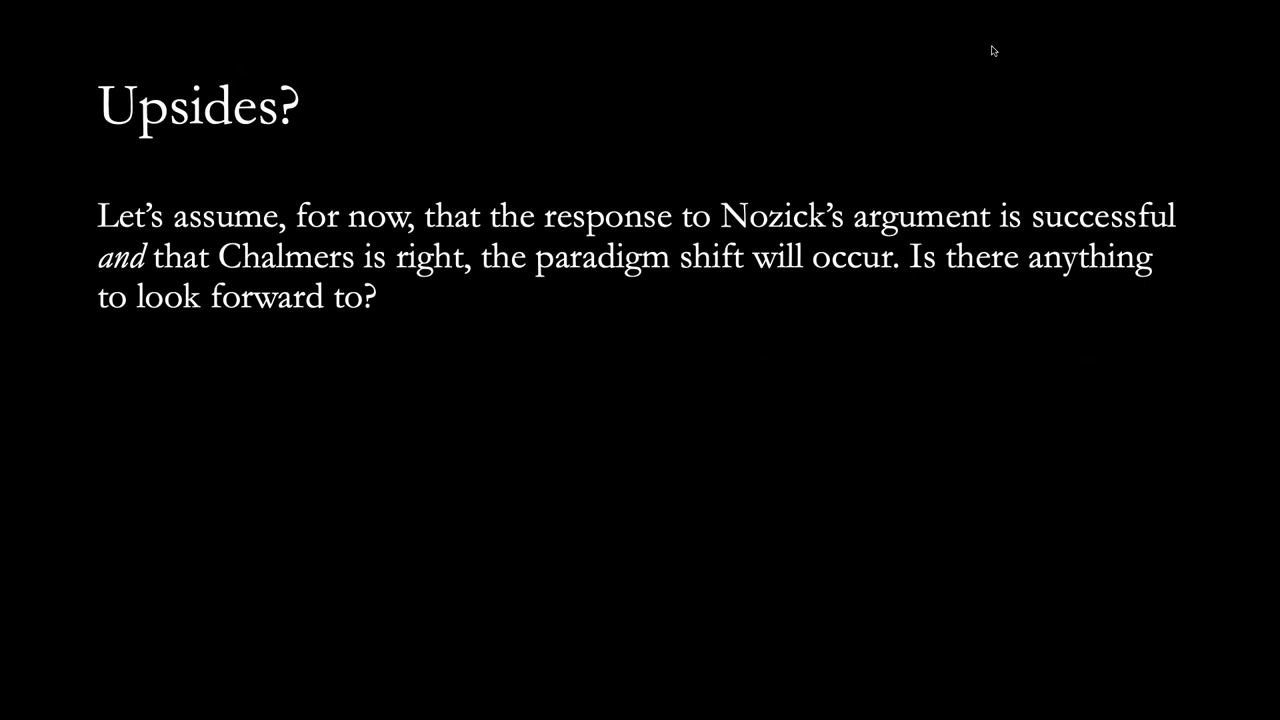 Upsides?
Let’s assume, for now, that the response to Nozick’s argument is successful
and that Chalmers is right, the paradigm shift will occur. Is there anything
to look forward to?